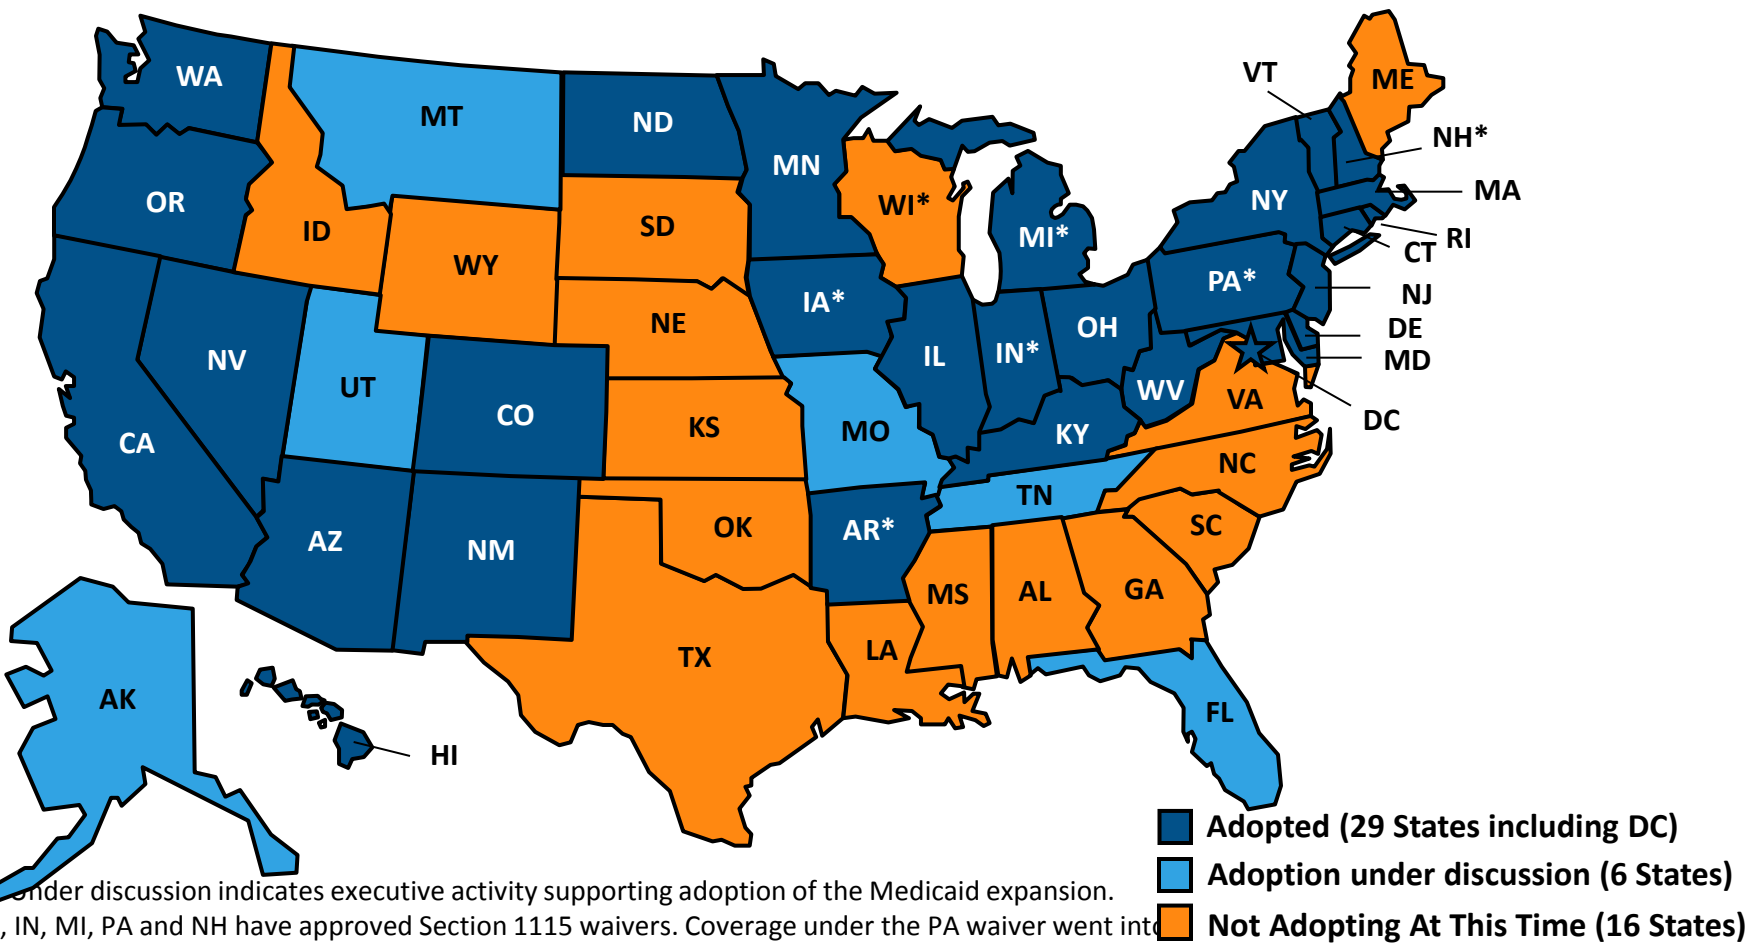 WA
MT
ND
VT
ME
OR
MN
NH*
ID
SD
WI*
NY
MA
WY
MI*
CT
RI
IA*
PA*
NJ
NE
OH
DE
NV
UT
IL
IN*
WV
MD
CO
KS
MO
KY
VA
DC
CA
NC
TN
AZ
NM
OK
AR*
SC
MS
AL
GA
TX
LA
AK
FL
HI
Adopted (29 States including DC)
Adoption under discussion (6 States)
Not Adopting At This Time (16 States)
Under discussion indicates executive activity supporting adoption of the Medicaid expansion.
, IN, MI, PA and NH have approved Section 1115 waivers. Coverage under the PA waiver went into